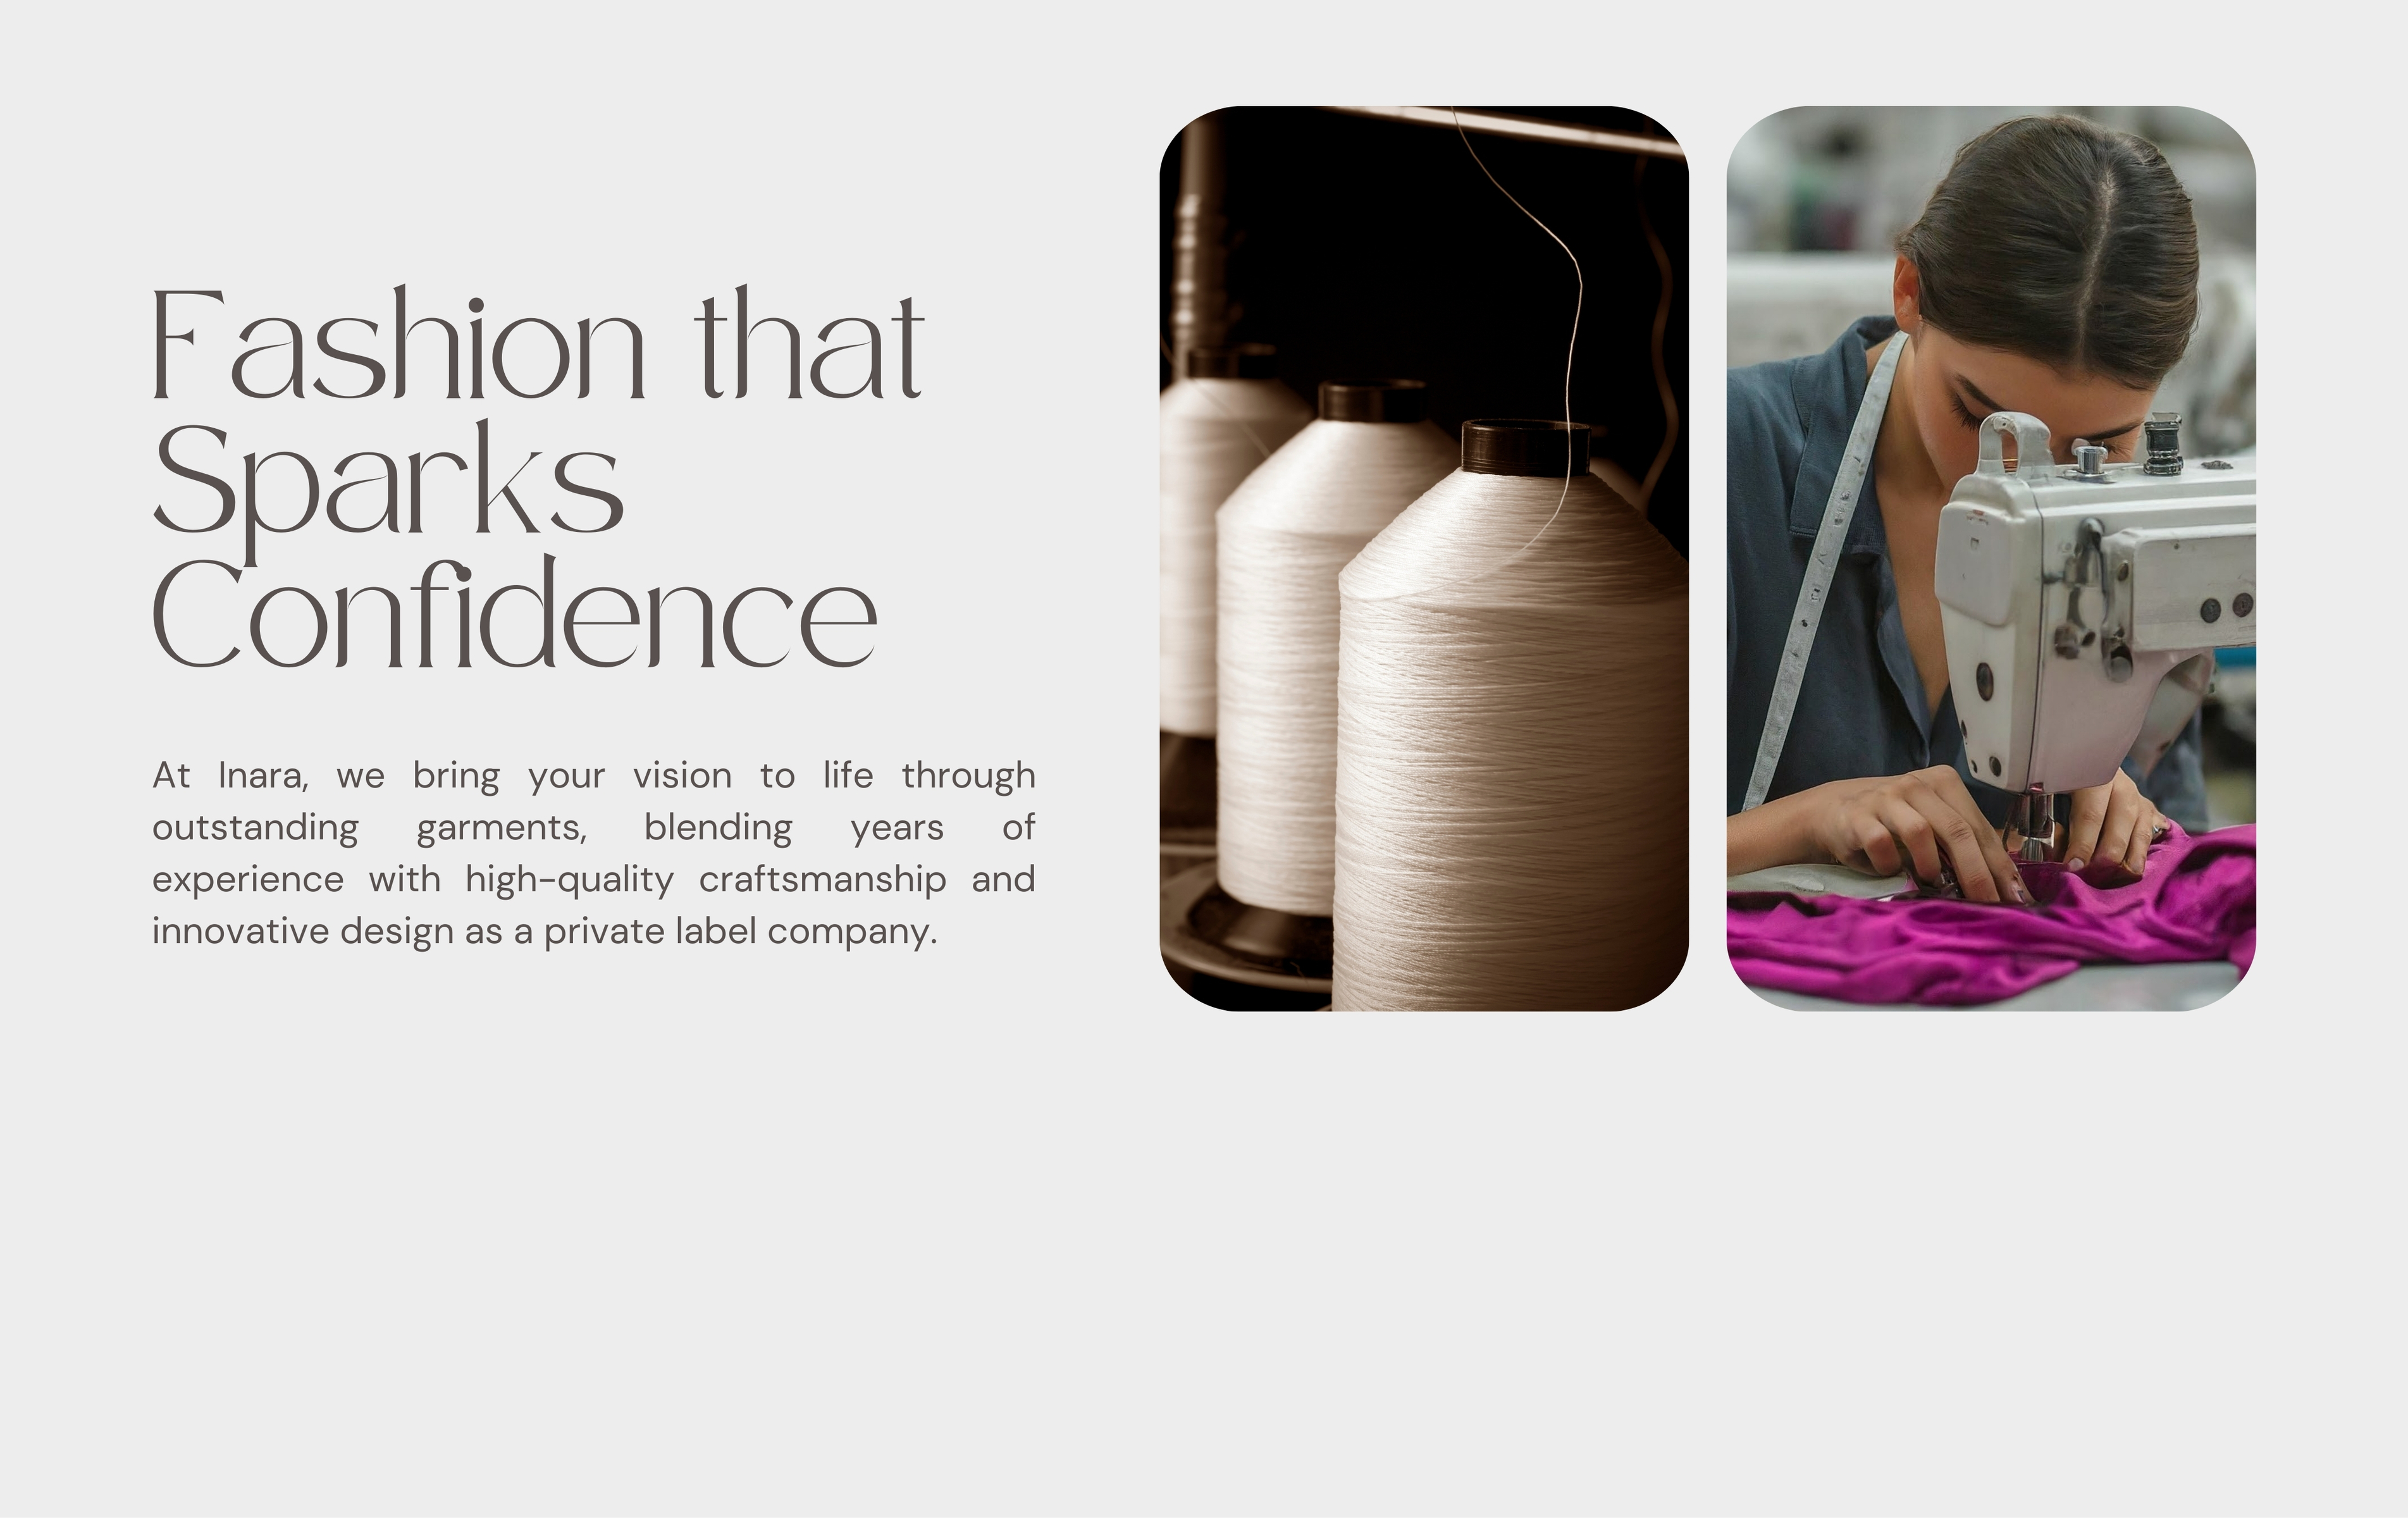 Fashion that
Sparks
Confidence
At Inara, we bring your vision to life through
outstanding garments, blending years of
experience with high-quality craftsmanship and
innovative design as a private label company.